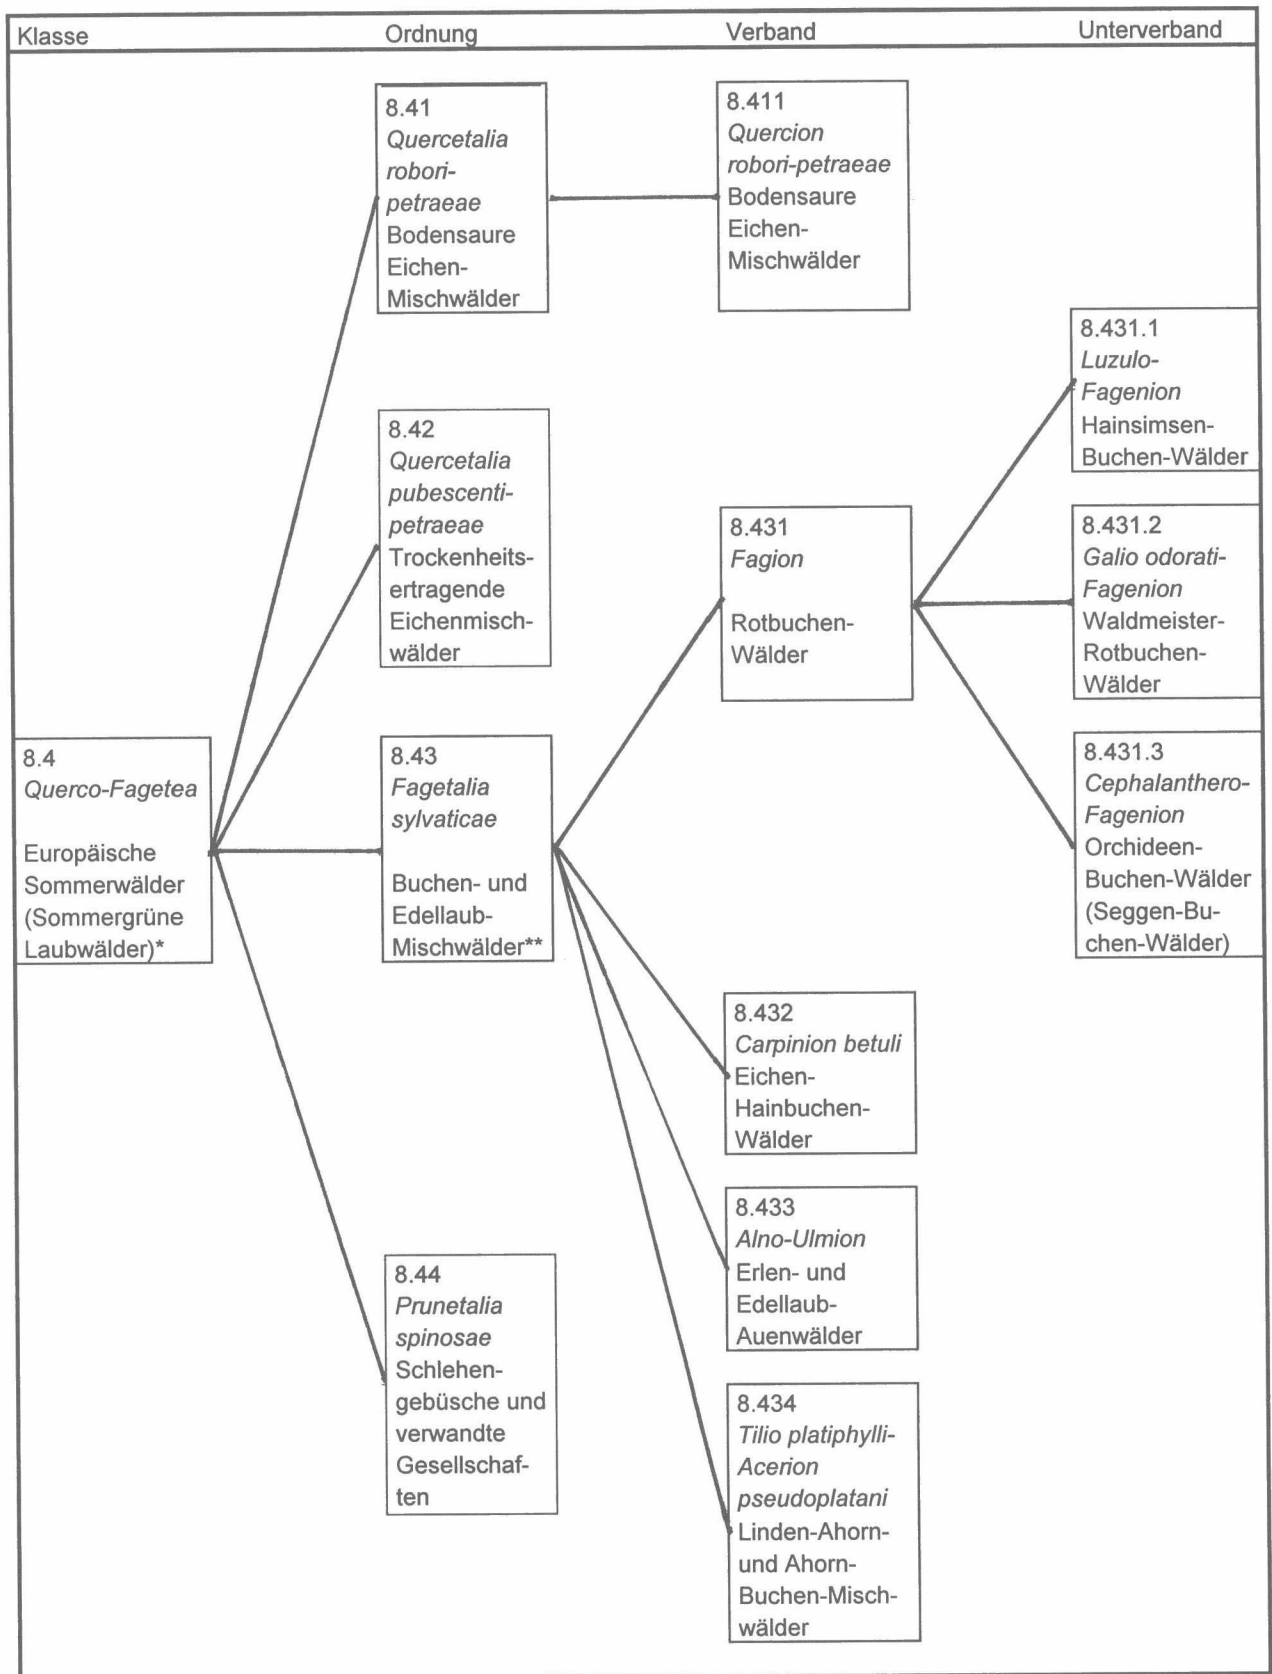 Klasse
Ordnung
Verband
Unterverband
8.4
Querco-Fagetea
Europäische
Sommerwälder
(Sommergrüne
Laubwälder)*
8.41
Quercetalia
robori-
petraeae
Bodensaure
Eichen-
Mischwälder
8.42
Quercetalia
pubescenti-
petraeae
Trockenheits-
ertragende
Eichenmisch-
wälder
8.43
Fagetalia
sylvaticae
Buchen- und
Edellaub-
Mischwälder**
8.44
Prunetalia
spinosae
Schlehen-
gebüsche und
verwandte
Gesellschaf-
ten
8.411
Quercion
robori-petraeae
Bodensaure
Eichen-
Mischwälder
8.431
Fagion
Rotbuchen-
Wälder
8.432
Carpinion betuli
Eichen-
Hainbuchen-
Wälder
8.433
Alno-Ulmion
Erlen- und
Edellaub-
Auenwälder
8.434
Tilio platiphylli-
Acerion
pseudoplatani
Linden-Ahorn-
und Ahorn-
Buchen-Misch-
wälder
8.431.1
Luzulo-
Fagenion
Hainsimsen-
Buchen-Wälder
8.431.2
Galio odorati-
Fagenion
Waldmeister-
Rotbuchen-
Wälder
8.431.3
Cephalanthero-
Fagenion
Orchideen-
Buchen-Wälder
(Seggen-Bu-
chen-Wälder)